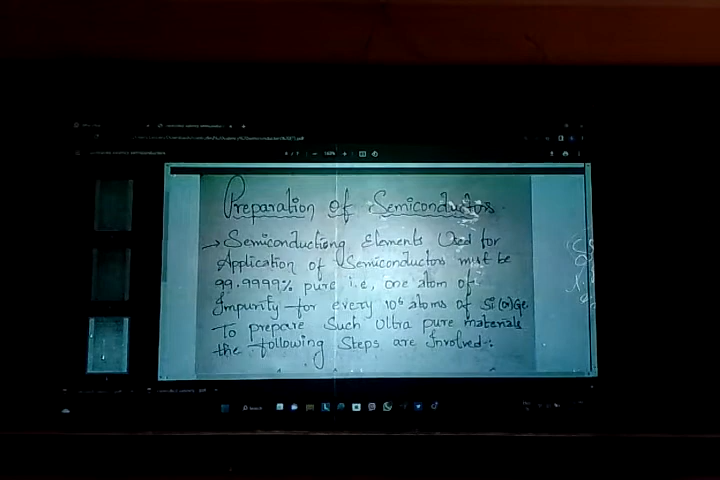 Preparation of Semiconductors
→ Semiconductiong Elements Used for
Application of Semiconductors must be
99.9999% pure i.e, one atom of
Impurity for every 10⁶ atoms of Si (or) Ge.
To prepare Such Ultra pure materials
the following Steps are Involved: